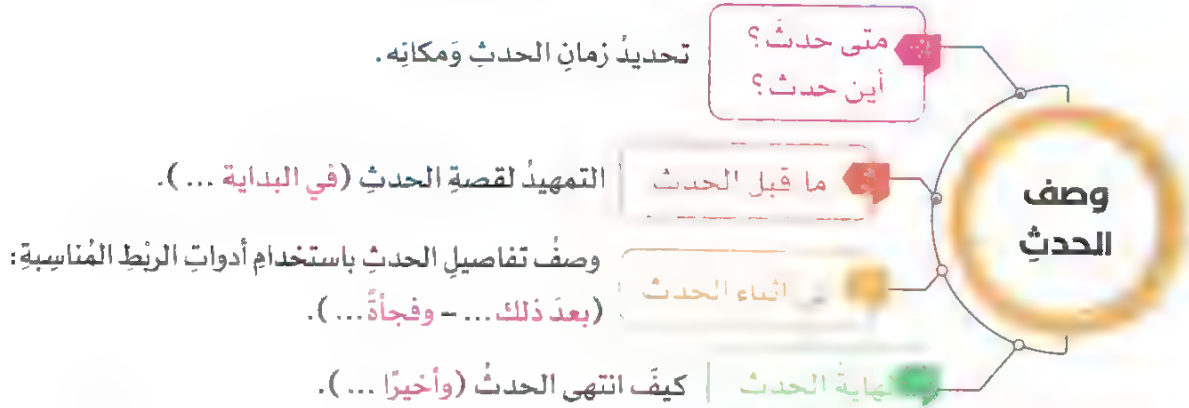 وصف
الحدثِ
متى حدثَ؟
أين حدث؟
تحديدُ زمانِ الحدثِ وَمكانِه.
ما قبل الحدث
التمهيدُ لقصةِ الحدثِ (في البداية ...).
اثناء الحدث
وصفُ تفاصيلِ الحدثِ باستخدامِ أدواتِ الربْطِ المُناسِبةِ:
(بعدَ ذلك... – وفجأةً...).
نهايةُ الحدث
كيفَ انتهى الحدثُ (وأخيرًا ...).